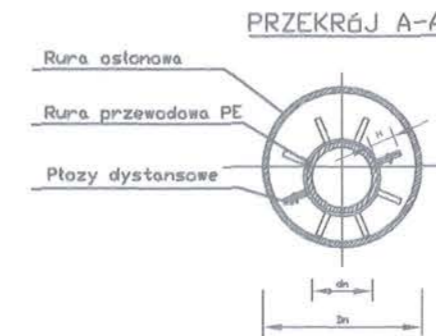 PRZEKRóJ A-A
Rura osłonowa
Rura przewodowa PE
Płozy dystansowe
H
dn
Dn